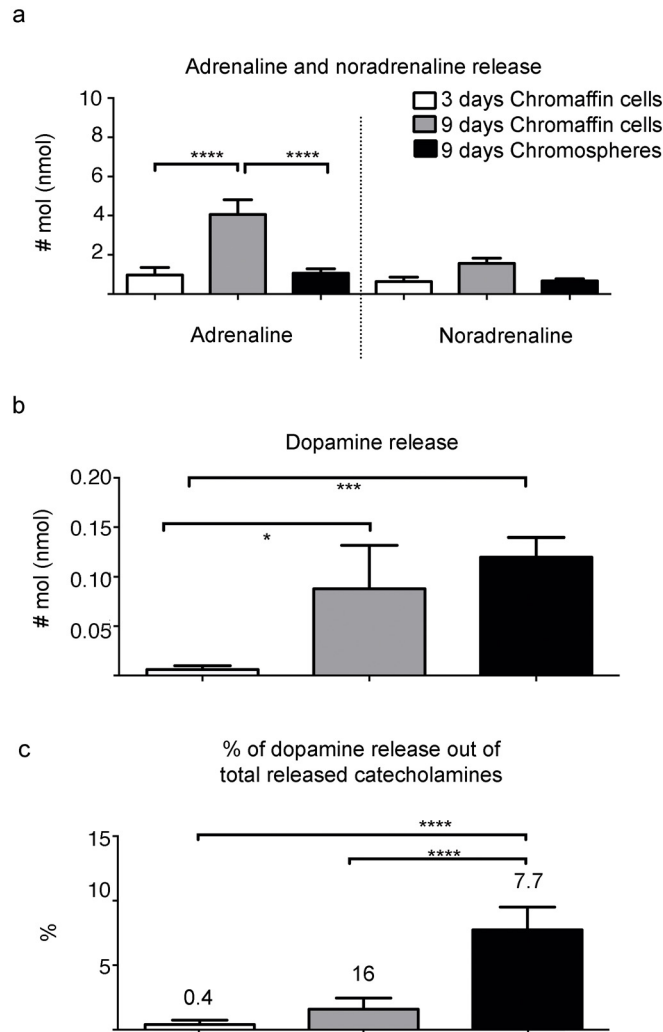 a
Adrenaline and noradrenaline release
3 days Chromaffin cells
9 days Chromaffin cells
9 days Chromospheres
# mol (nmol)
10
8
6
4
2
****
****
Adrenaline
Noradrenaline
b
Dopamine release
# mol (nmol)
0.20
0.15
0.10
0.05
***
*
c
% of dopamine release out of
total released catecholamines
%
15
10
5
****
****
7.7
16
0.4